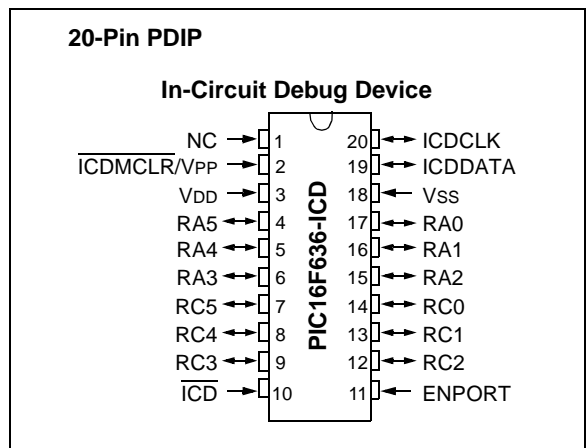 20-Pin PDIP
In-Circuit Debug Device
NC 1 20 ICDCLK
ICDMCLR/VPP 2 19 ICDDATA
VDD 3 18 VSS
RA5 4 17 RA0
RA4 5 16 RA1
RA3 6 15 RA2
RC5 7 14 RC0
RC4 8 13 RC1
RC3 9 12 RC2
ICD 10 11 ENPORT
PIC16F636-ICD